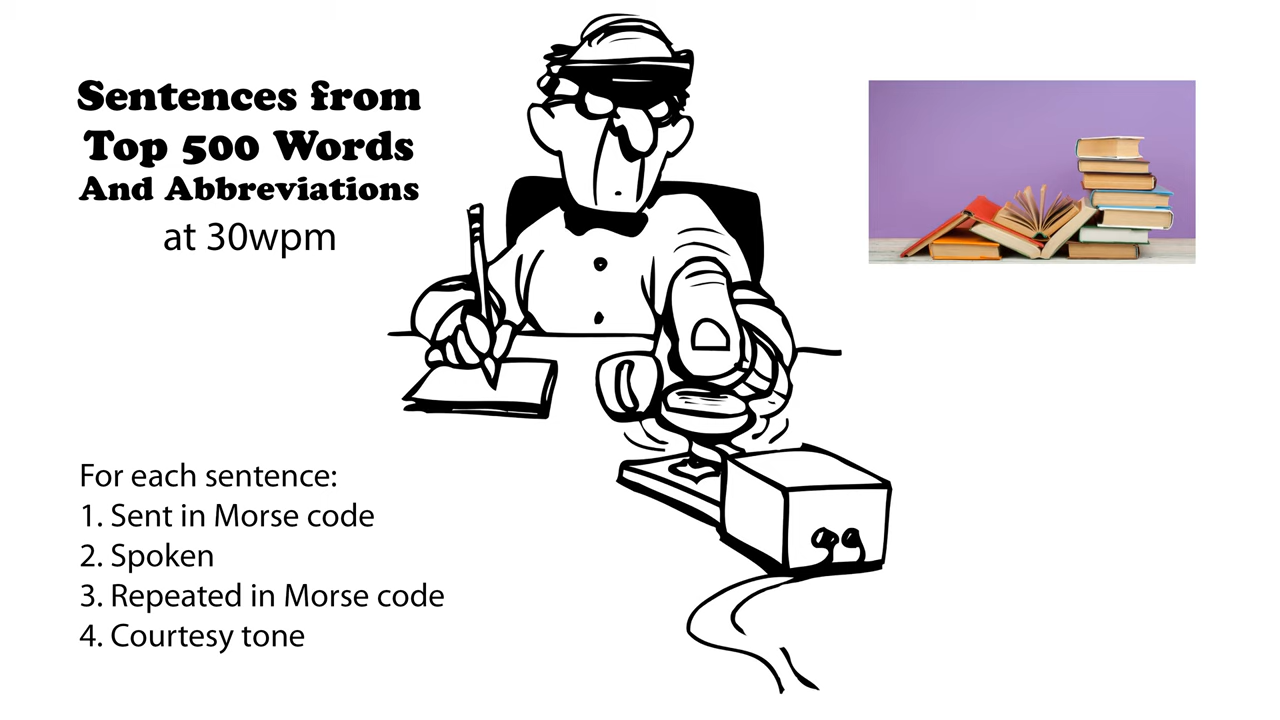 Sentences from
Top 500 Words
And Abbreviations
at 30wpm
For each sentence:
1. Sent in Morse code
2. Spoken
3. Repeated in Morse code
4. Courtesy tone